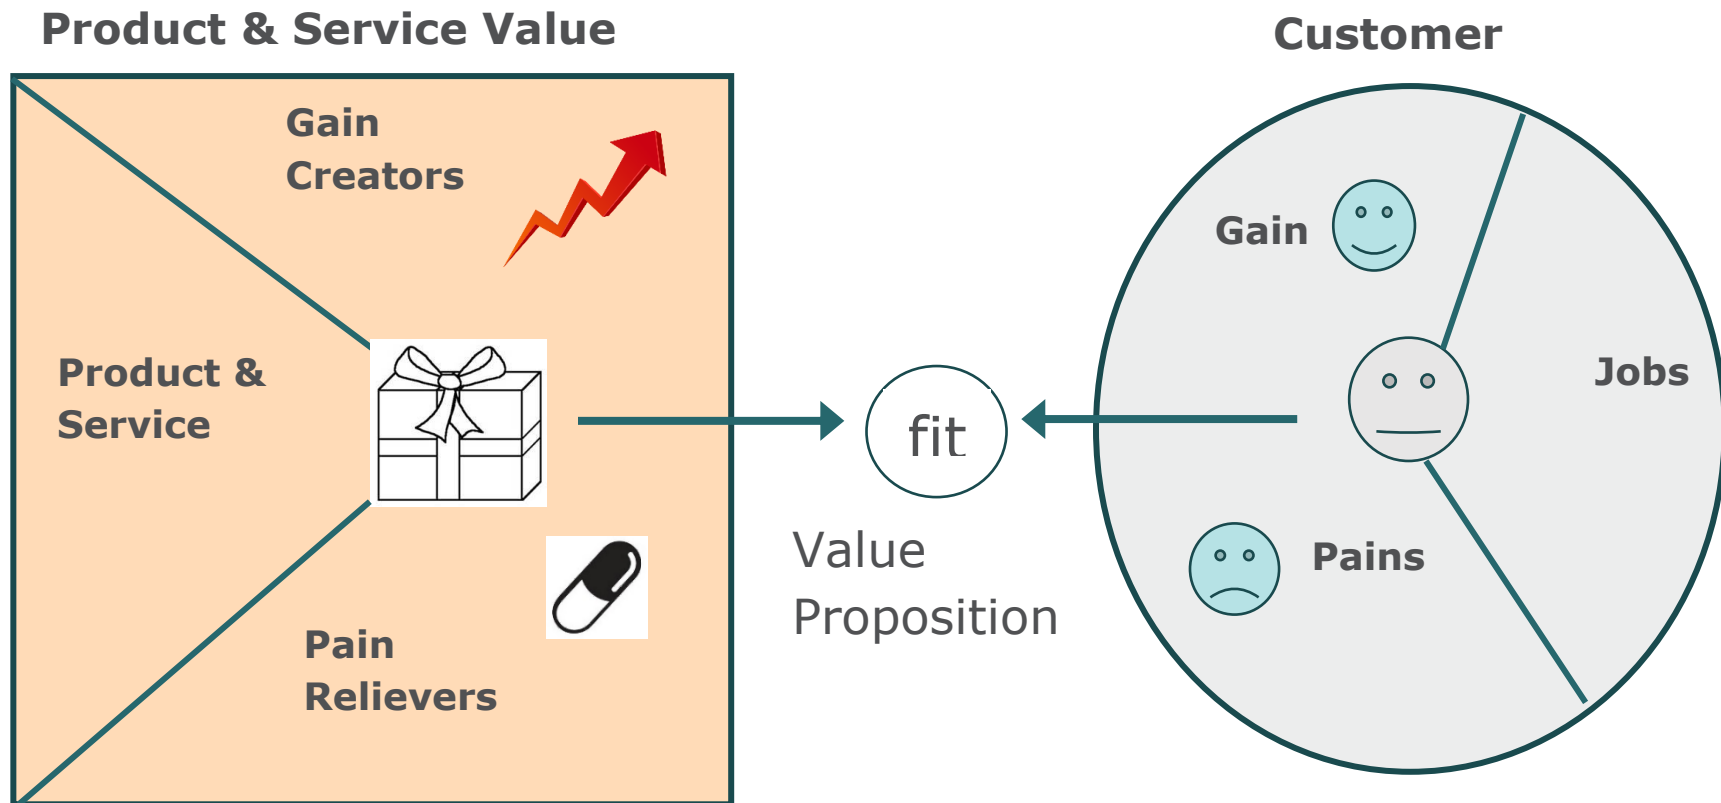 Product & Service Value
Customer
Gain
Creators
Gain
Product &
Service
Jobs
fit
Value
Proposition
Pains
Pain
Relievers